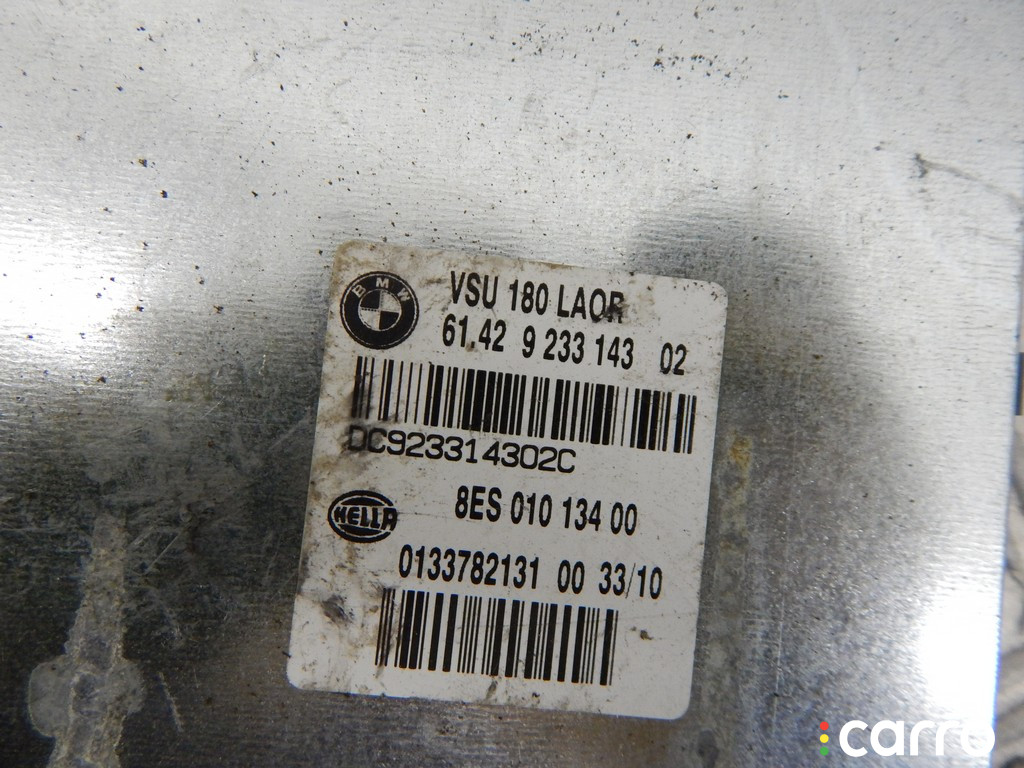 BMW
VSU 180 LAOR
61.42 9 233 143 02
DC923314302C
HELLA
8ES 010 134 00
0133782131 00 33/10
carro